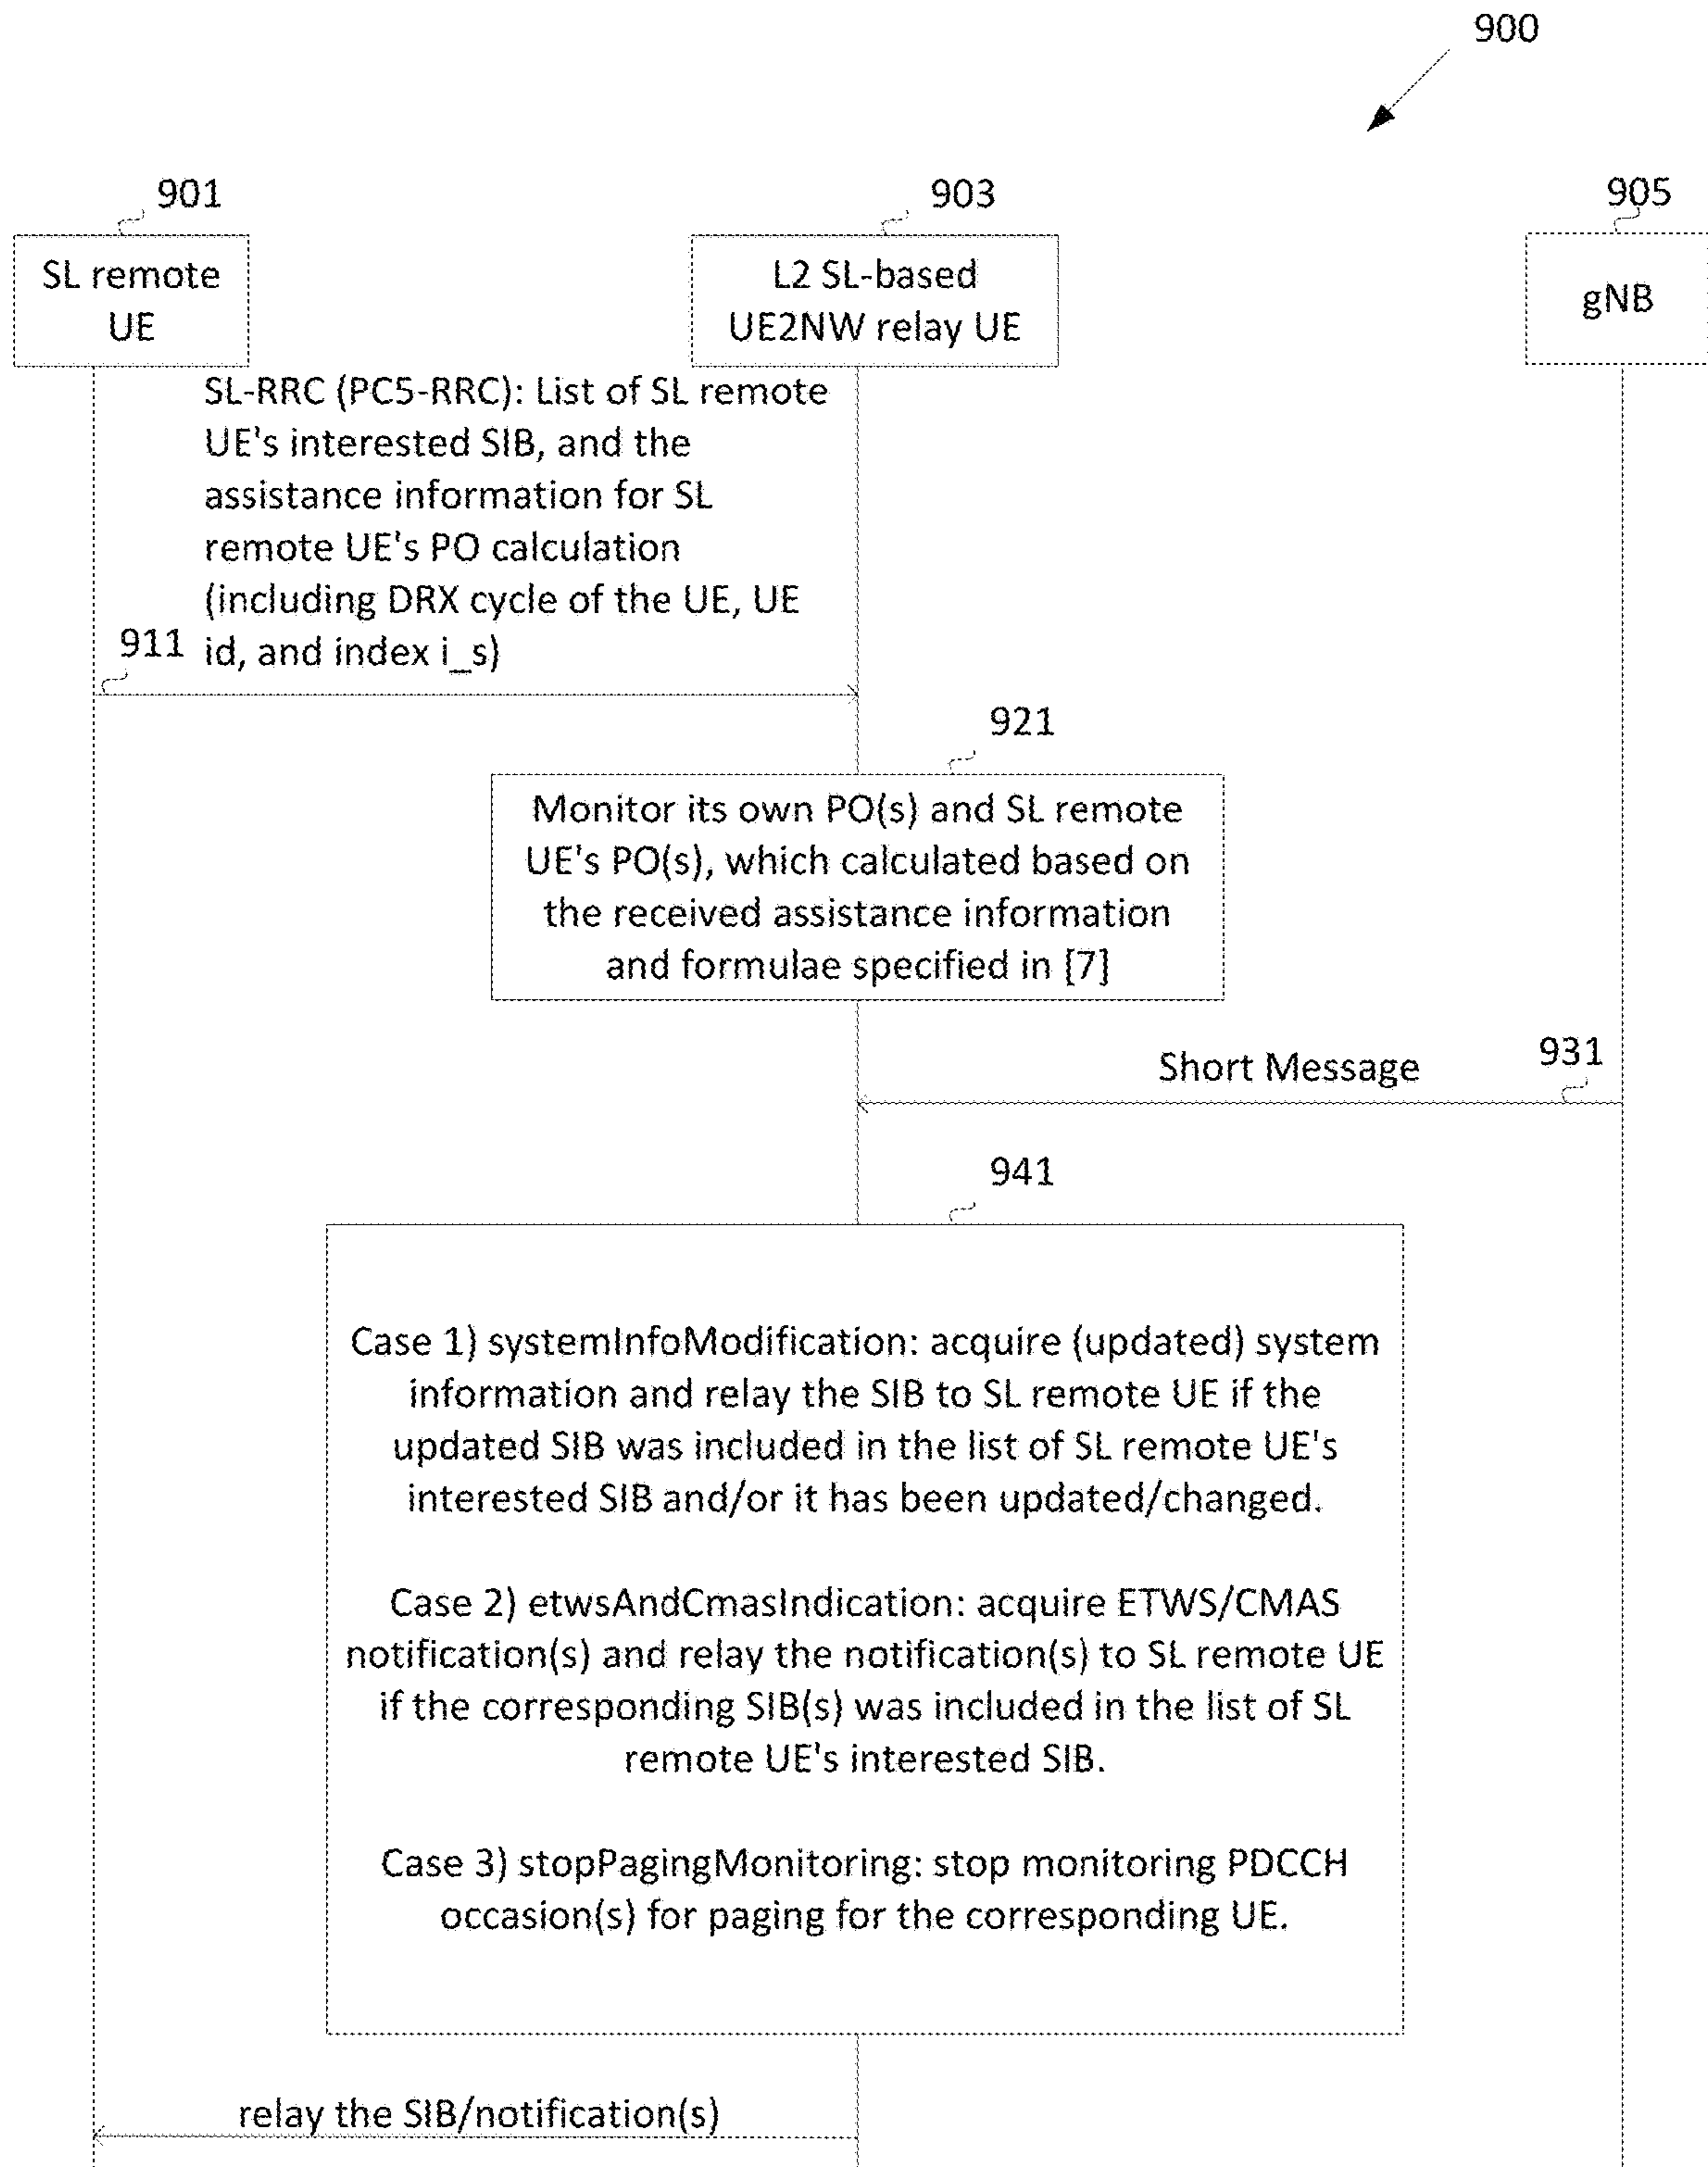 900
901
903
905
SL remote
UE
L2 SL-based
UE2NW relay UE
gNB
SL-RRC (PC5-RRC): List of SL remote
UE's interested SIB, and the
assistance information for SL
remote UE's PO calculation
(including DRX cycle of the UE, UE
id, and index i_s)
911
921
Monitor its own PO(s) and SL remote
UE's PO(s), which calculated based on
the received assistance information
and formulae specified in [7]
Short Message
931
941
Case 1) systemInfoModification: acquire (updated) system
information and relay the SIB to SL remote UE if the
updated SIB was included in the list of SL remote UE's
interested SIB and/or it has been updated/changed.
Case 2) etwsAndCmasIndication: acquire ETWS/CMAS
notification(s) and relay the notification(s) to SL remote UE
if the corresponding SIB(s) was included in the list of SL
remote UE's interested SIB.
Case 3) stopPagingMonitoring: stop monitoring PDCCH
occasion(s) for paging for the corresponding UE.
relay the SIB/notification(s)